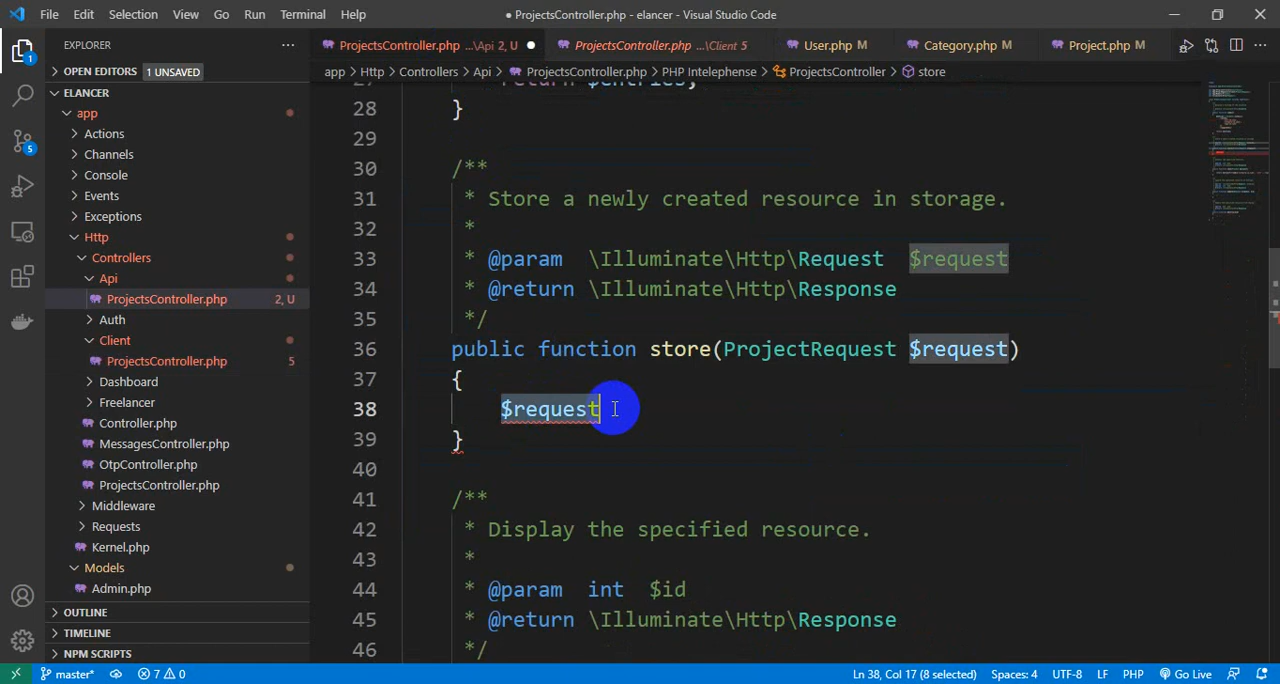 File Edit Selection View Go Run Terminal Help ● ProjectsController.php - elancer - Visual Studio Code
EXPLORER ProjectsController.php ...\Api 2, U ProjectsController.php ...\Client 5 User.php M Category.php M Project.php M
OPEN EDITORS 1 UNSAVED
app > Http > Controllers > Api > ProjectsController.php > PHP Intelephense > ProjectsController > store
ELANCER
app
Actions
Channels
Console
Events
Exceptions
Http
Controllers
Api
ProjectsController.php 2, U
Auth
Client
ProjectsController.php 5
Dashboard
Freelancer
Controller.php
MessagesController.php
OtpController.php
ProjectsController.php
Middleware
Requests
Kernel.php
Models
Admin.php
OUTLINE
TIMELINE
NPM SCRIPTS
27 return $entries;
28 }
29
30 /**
31 * Store a newly created resource in storage.
32 *
33 * @param \Illuminate\Http\Request $request
34 * @return \Illuminate\Http\Response
35 */
36 public function store(ProjectRequest $request)
37 {
38 $request
39 }
40
41 /**
42 * Display the specified resource.
43 *
44 * @param int $id
45 * @return \Illuminate\Http\Response
46 */
1
5
master* 7 0 Ln 38, Col 17 (8 selected) Spaces: 4 UTF-8 LF PHP Go Live